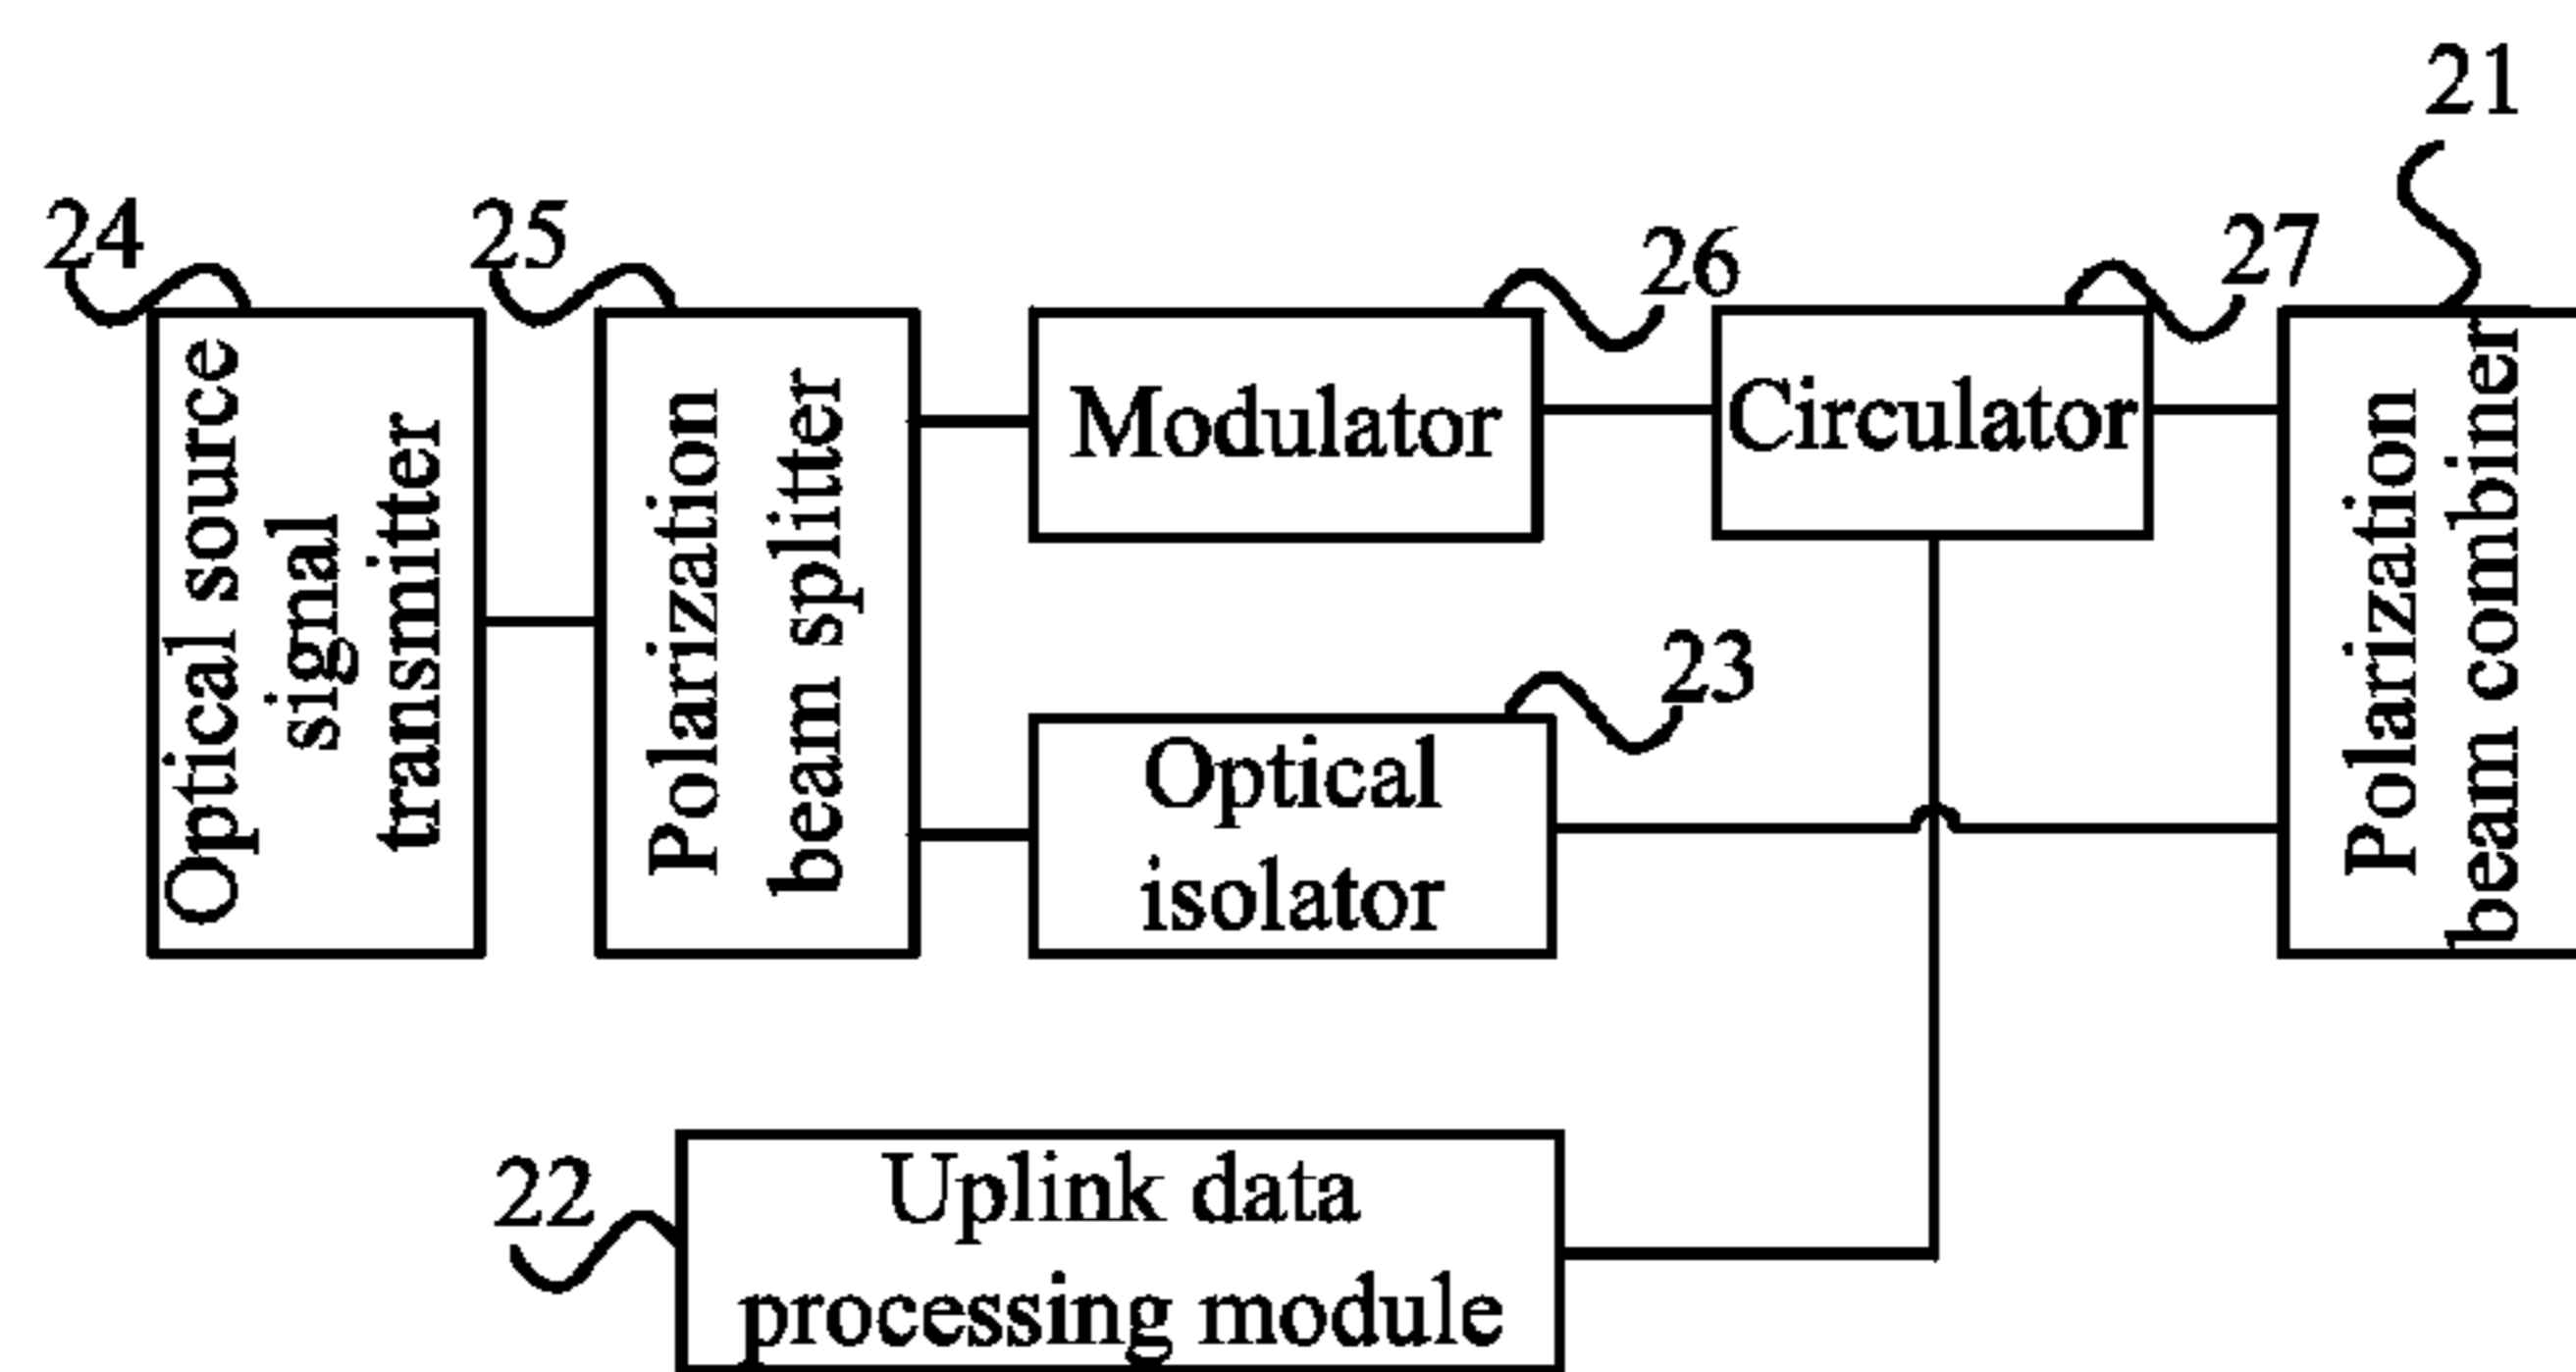 21
24
25
26
27
Optical source
signal
transmitter
Polarization
beam splitter
Modulator
Circulator
Polarization
beam combiner
23
Optical
isolator
22
Uplink data
processing module